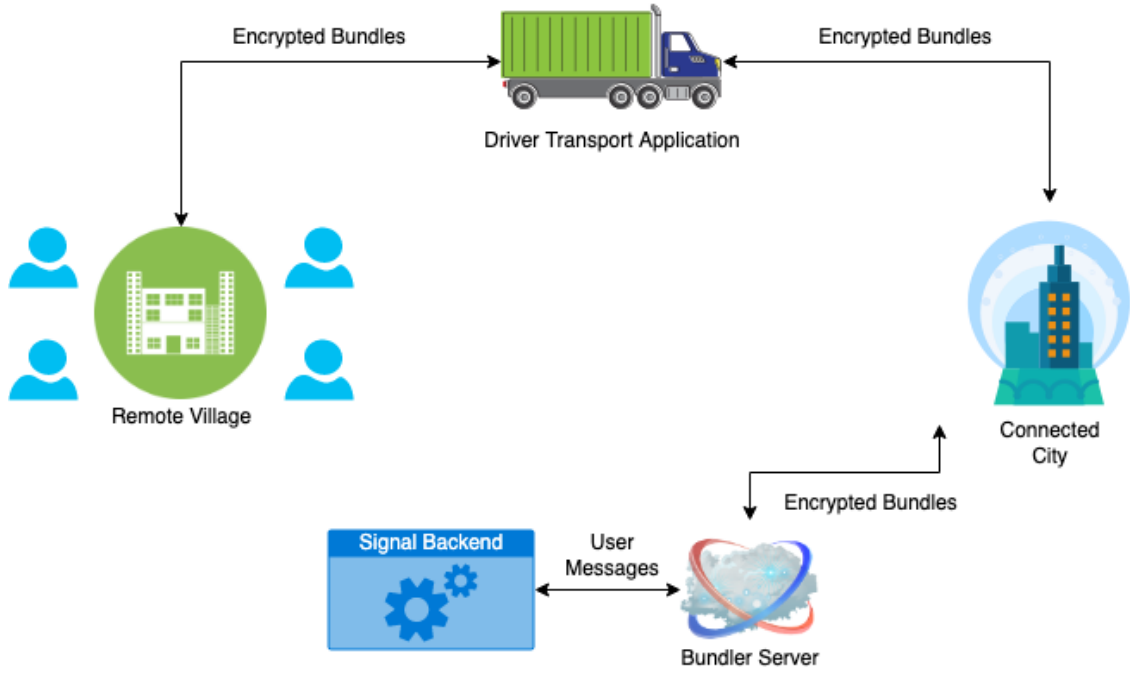 Encrypted Bundles
Encrypted Bundles
Driver Transport Application
Remote Village
Connected
City
Encrypted Bundles
Signal Backend
User
Messages
Bundler Server